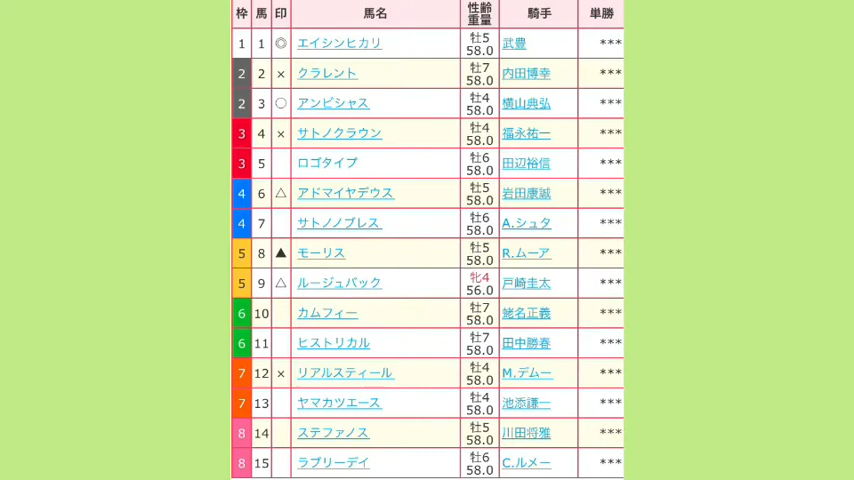 枠 馬 印 馬名 性齢 重量 騎手 単勝
1 1 ◎ エイシンヒカリ 牡5 58.0 武豊 ***
2 2 × クラレント 牡7 58.0 内田博幸 ***
2 3 ○ アンビシャス 牡4 58.0 横山典弘 ***
3 4 × サトノクラウン 牡4 58.0 福永祐一 ***
3 5 ロゴタイプ 牡6 58.0 田辺裕信 ***
4 6 △ アドマイヤデウス 牡5 58.0 岩田康誠 ***
4 7 サトノノブレス 牡6 58.0 A.シュタ ***
5 8 ▲ モーリス 牡5 58.0 R.ムーア ***
5 9 △ ルージュバック 牝4 56.0 戸崎圭太 ***
6 10 カムフィー 牡7 58.0 蛯名正義 ***
6 11 ヒストリカル 牡7 58.0 田中勝春 ***
7 12 × リアルスティール 牡4 58.0 M.デムー ***
7 13 ヤマカツエース 牡4 58.0 池添謙一 ***
8 14 ステファノス 牡5 58.0 川田将雅 ***
8 15 ラブリーデイ 牡6 58.0 C.ルメー ***